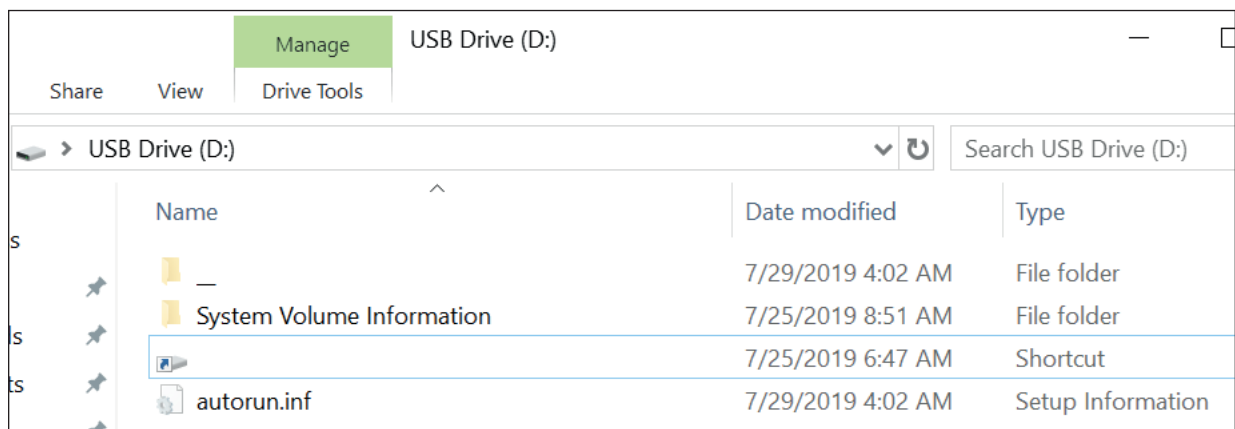 Manage USB Drive (D:)
Share View Drive Tools
USB Drive (D:) Search USB Drive (D:)
Name Date modified Type
s
__ 7/29/2019 4:02 AM File folder
System Volume Information 7/25/2019 8:51 AM File folder
ls
7/25/2019 6:47 AM Shortcut
ts
autorun.inf 7/29/2019 4:02 AM Setup Information